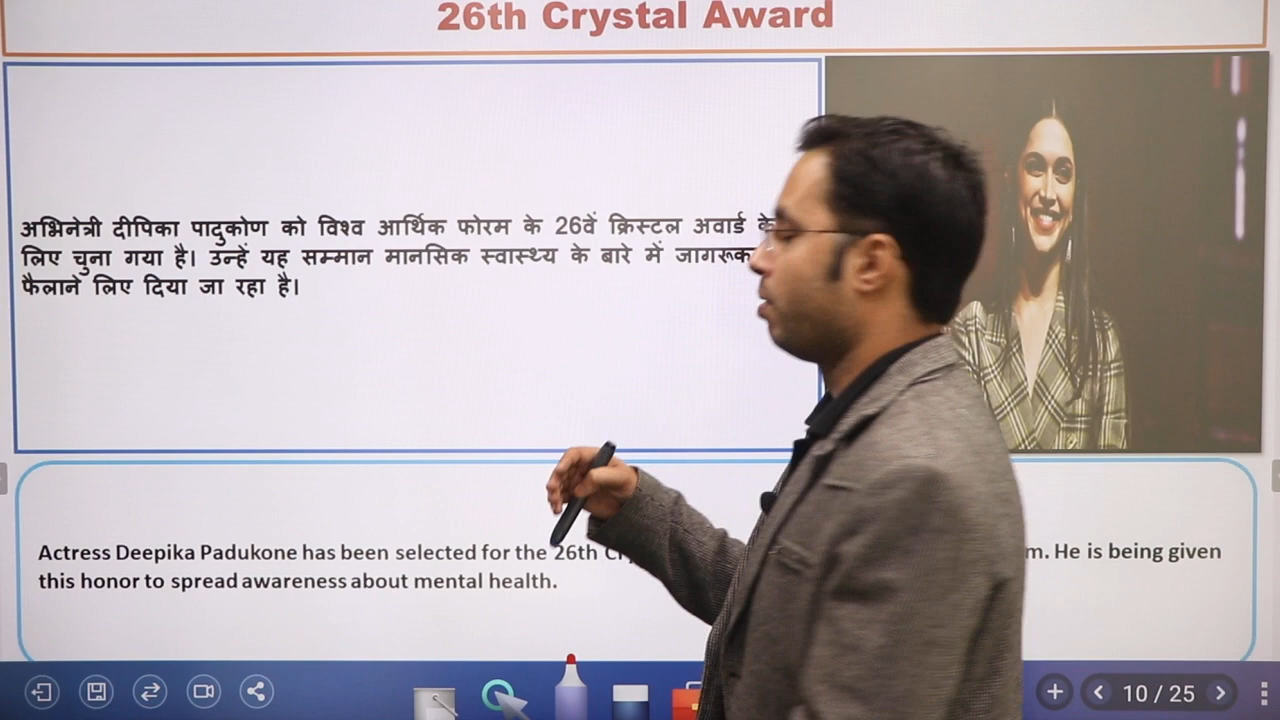 26th Crystal Award
अभिनेत्री दीपिका पादुकोण को विश्व आर्थिक फोरम के 26वें क्रिस्टल अवार्ड के
लिए चुना गया है। उन्हें यह सम्मान मानसिक स्वास्थ्य के बारे में
फैलाने लिए दिया जा रहा है।
Actress Deepika Padukone has been selected for the 26th He is being given
this honor to spread awareness about mental health.
10 / 25